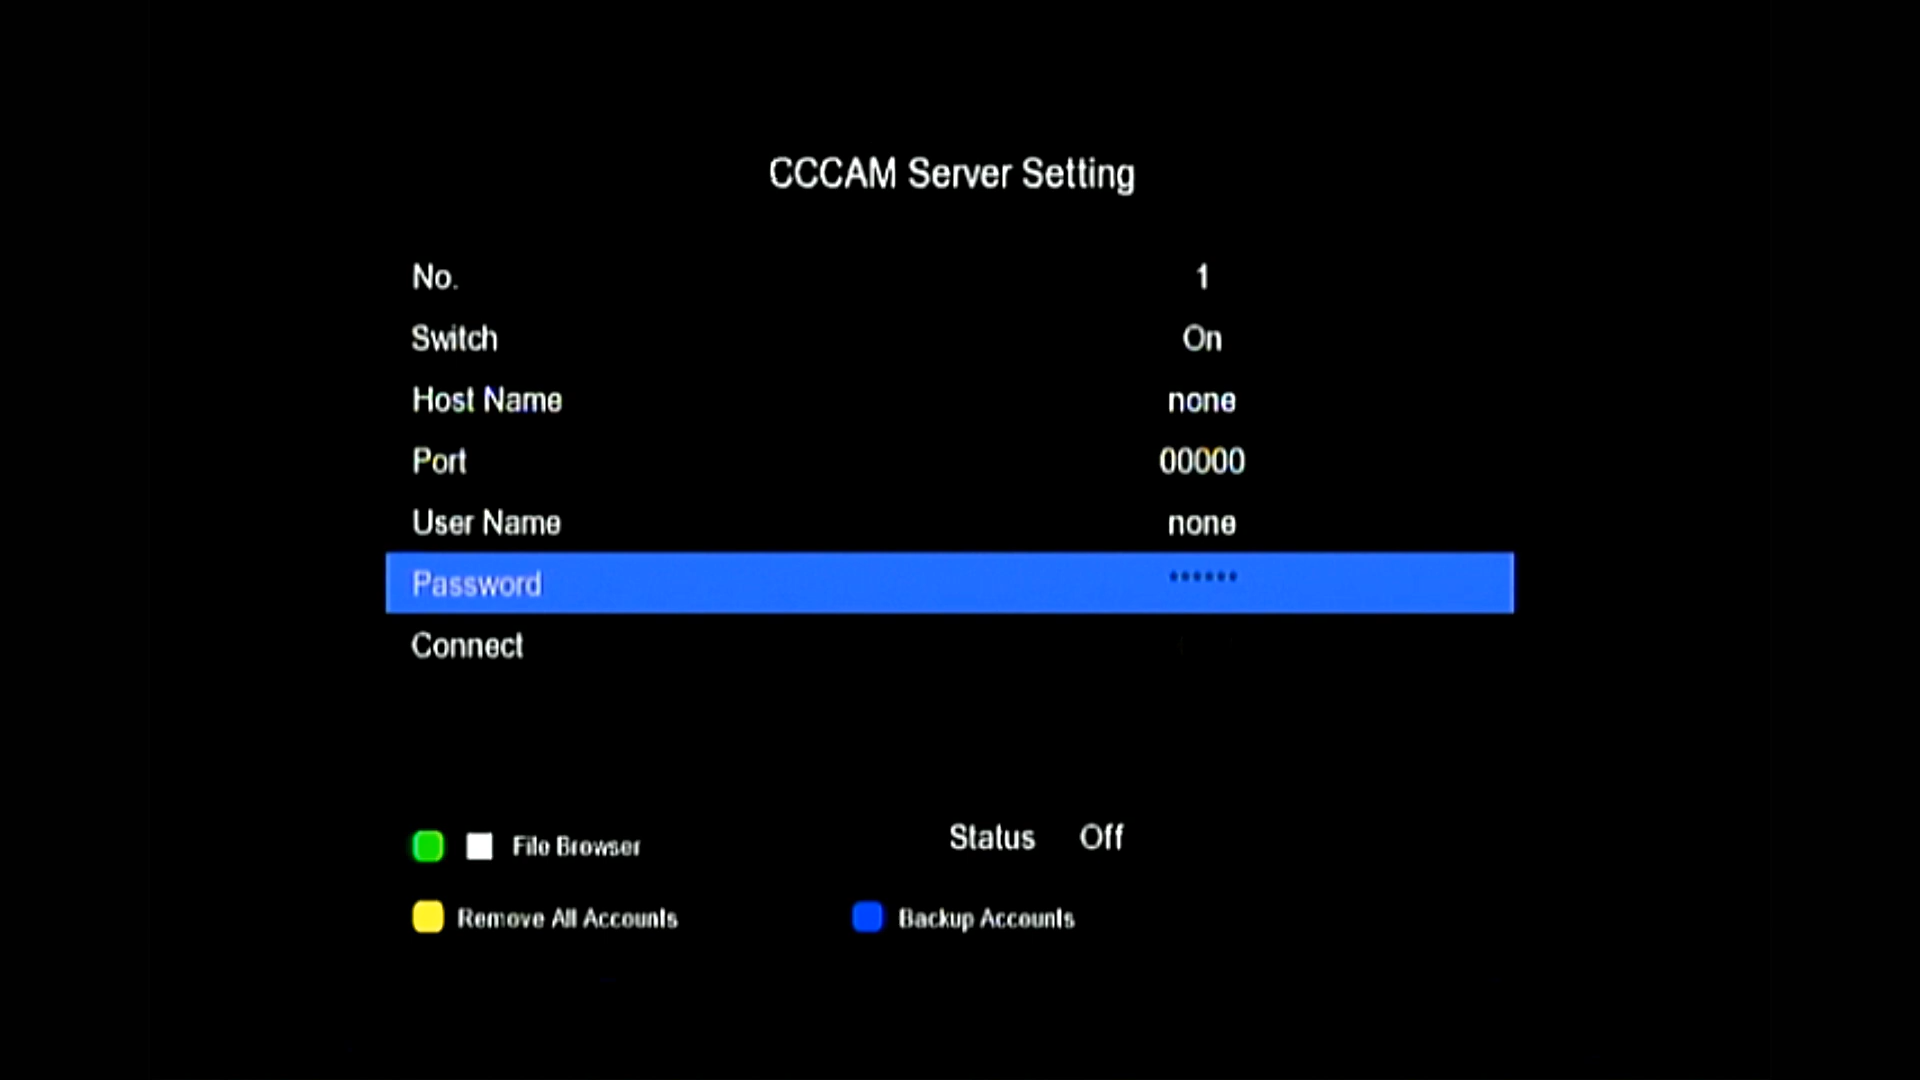 CCCAM Server Setting
No. 1
Switch On
Host Name none
Port 00000
User Name none
Password ******
Connect
File Browser
Status Off
Remove All Accounts
Backup Accounts